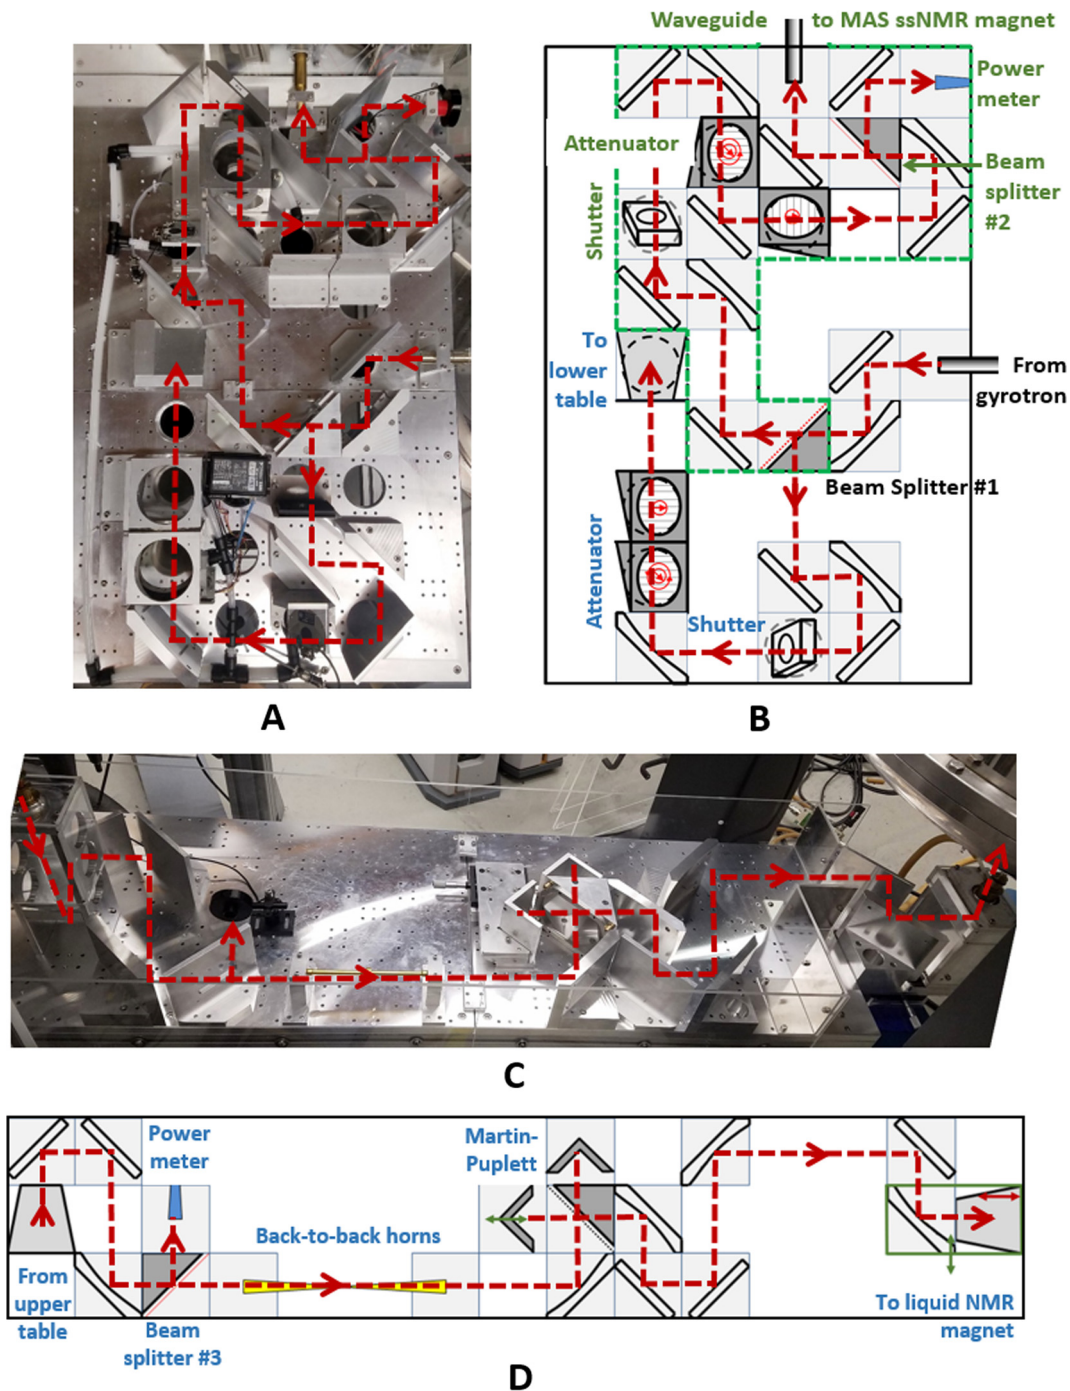 Waveguide
to MAS ssNMR magnet
Power
meter
Attenuator
Beam
splitter
#2
Shutter
To
lower
table
From
gyrotron
Beam Splitter #1
Attenuator
Shutter
A
B
C
Power
meter
Martin-
Puplett
Back-to-back horns
From
upper
table
Beam
splitter #3
To liquid NMR
magnet
D